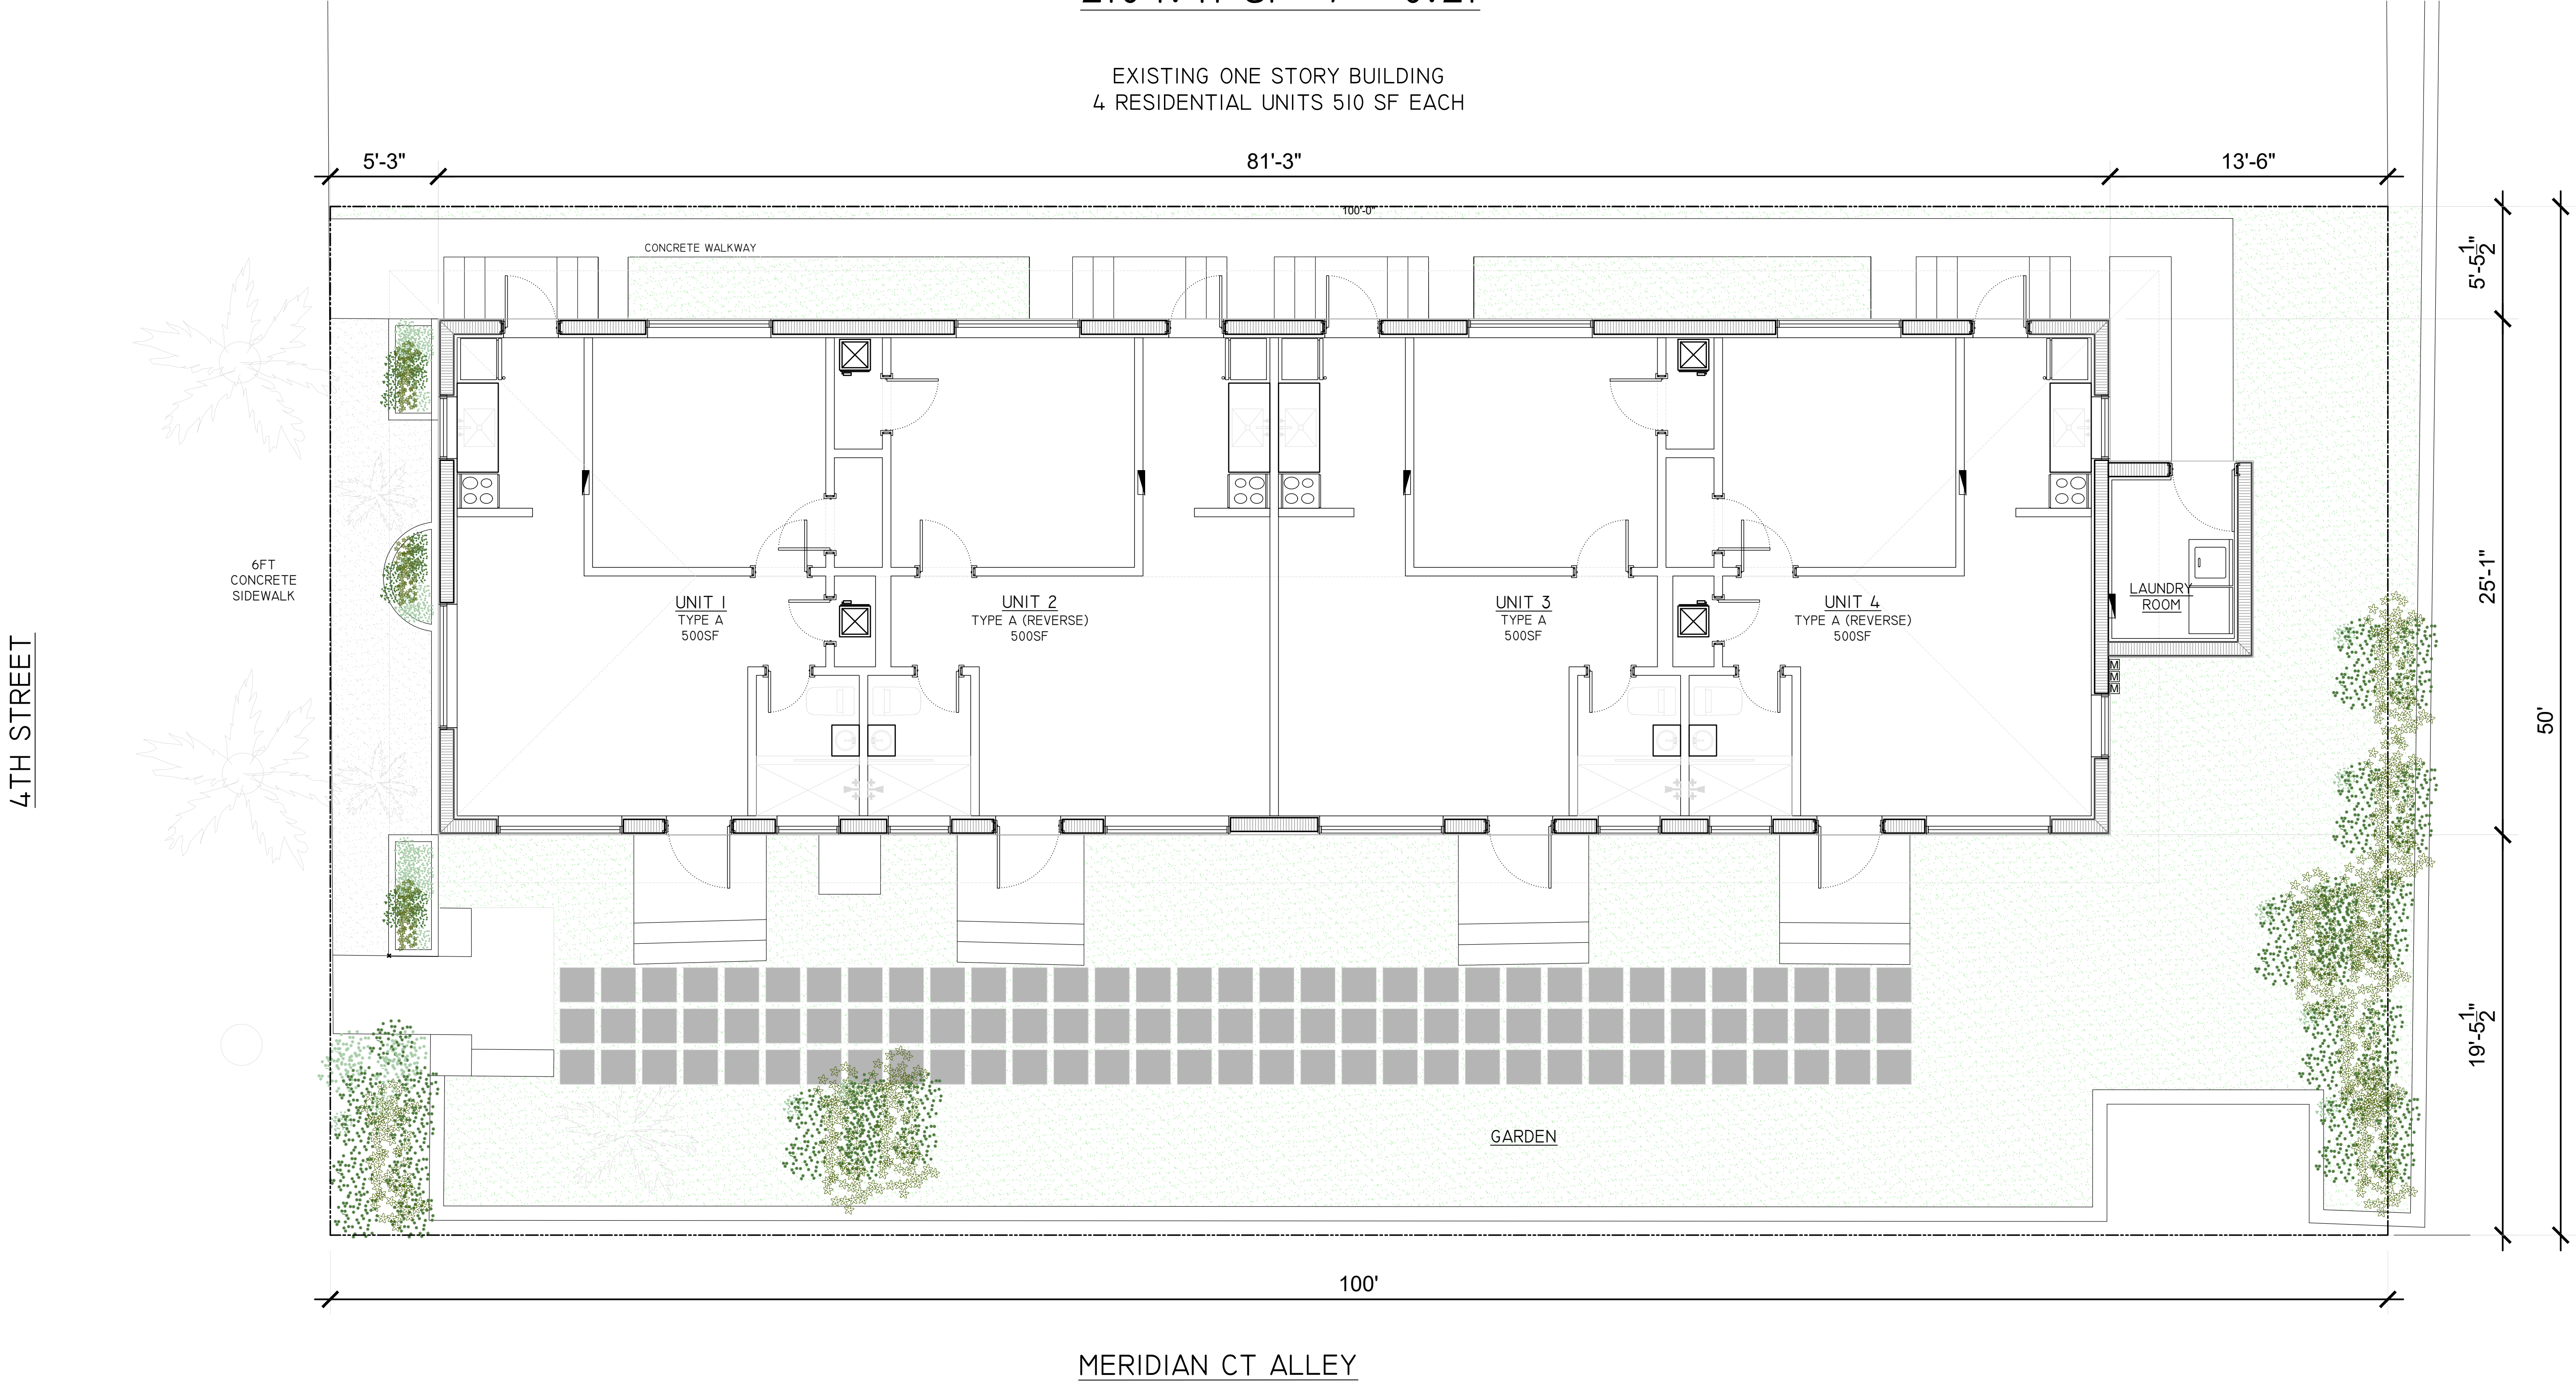 EXISTING ONE STORY BUILDING
4 RESIDENTIAL UNITS 510 SF EACH
5'-3"
81'-3"
13'-6"
100'-0"
CONCRETE WALKWAY
5'-5 1/2"
6FT
CONCRETE
SIDEWALK
UNIT 1
TYPE A
500SF
UNIT 2
TYPE A (REVERSE)
500SF
UNIT 3
TYPE A
500SF
UNIT 4
TYPE A (REVERSE)
500SF
LAUNDRY
ROOM
M
M
M
25'-1"
50'
4TH STREET
19'-5 1/2"
GARDEN
100'
MERIDIAN CT ALLEY